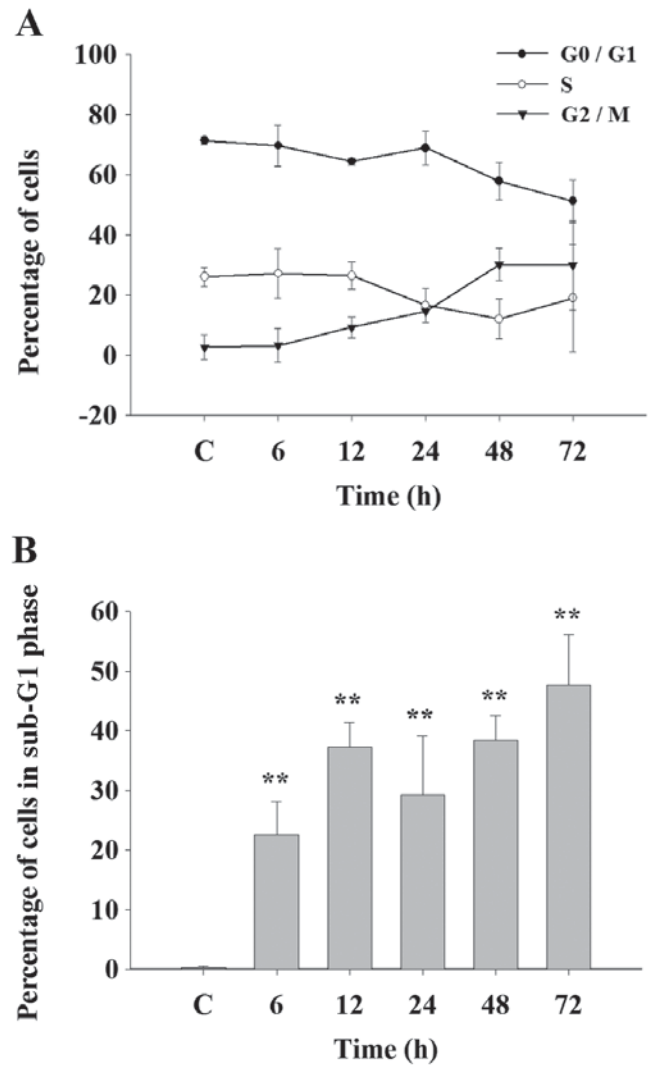 A
100
80
60
40
20
0
-20
Percentage of cells
G0 / G1
S
G2 / M
C 6 12 24 48 72
Time (h)
B
60
50
40
30
20
10
0
Percentage of cells in sub-G1 phase
** ** ** ** **
C 6 12 24 48 72
Time (h)